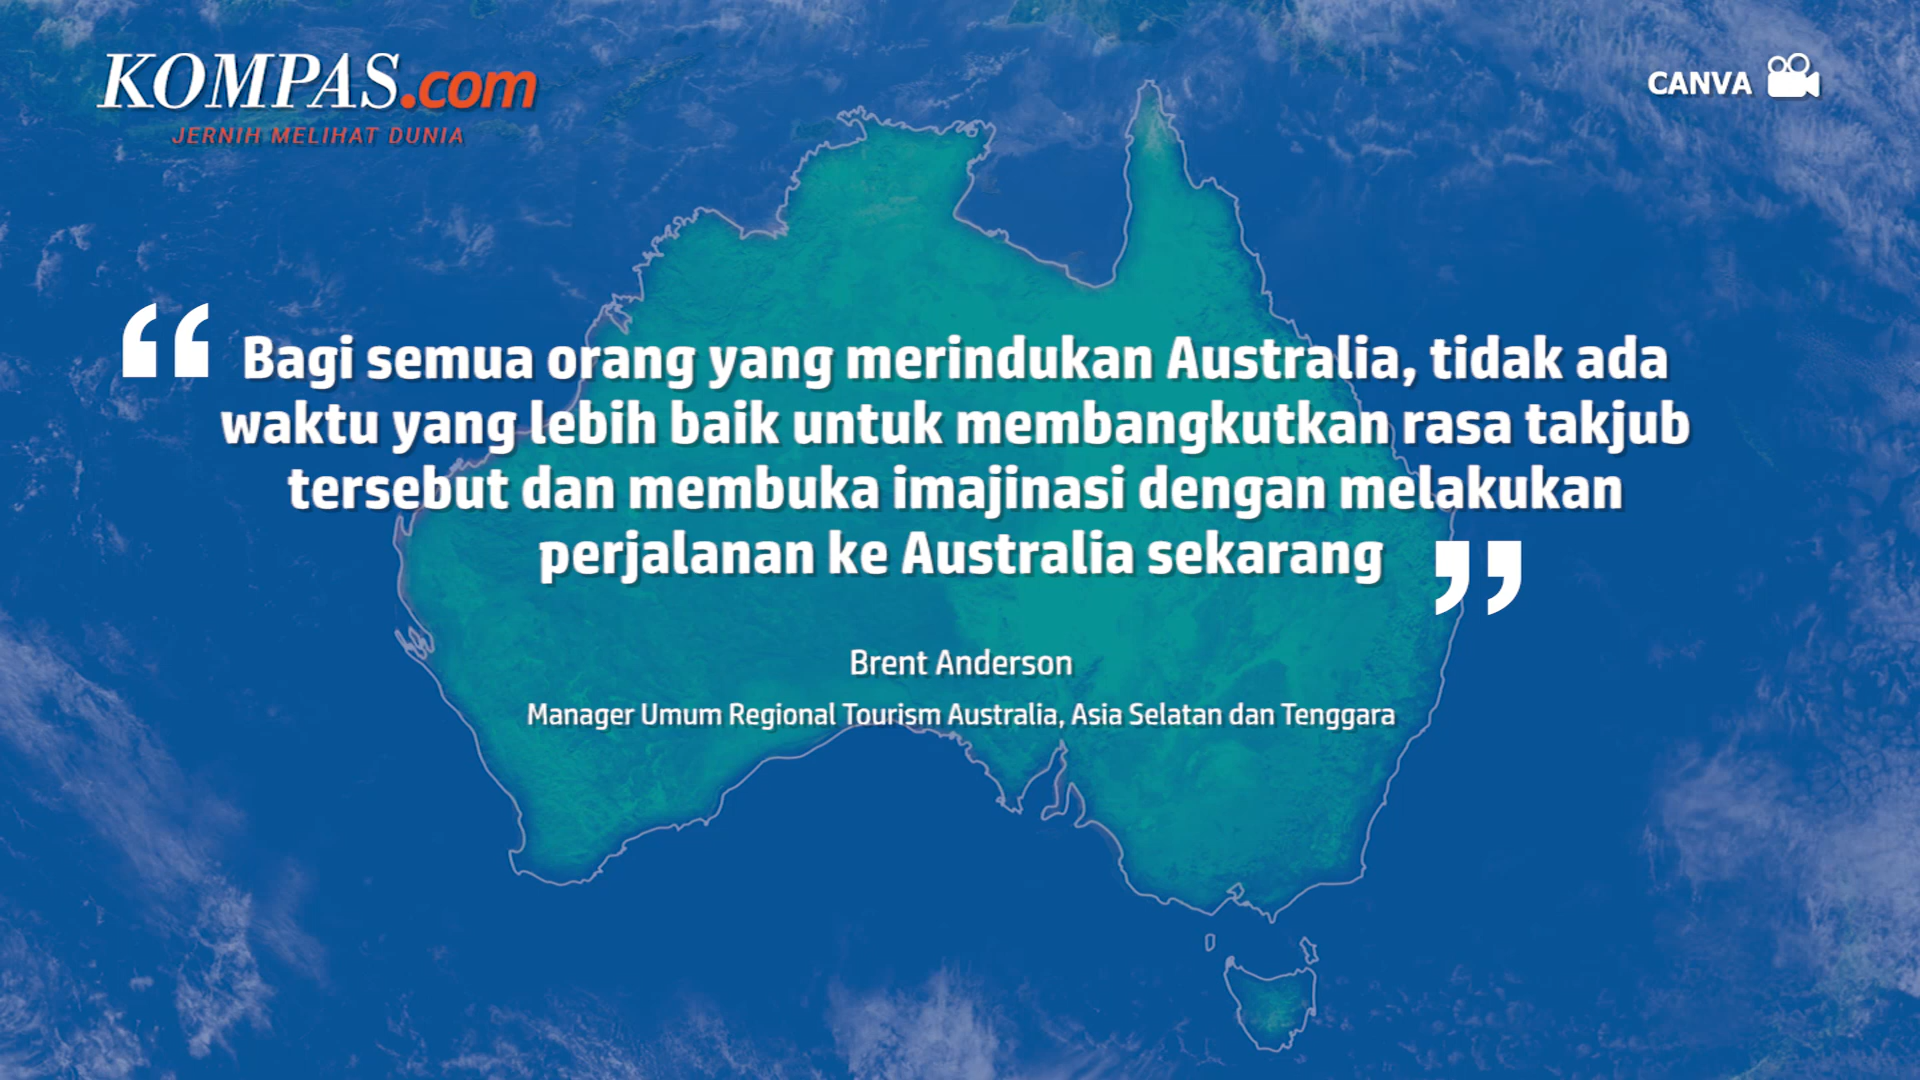 KOMPAS.com
JERNIH MELIHAT DUNIA
CANVA
“ Bagi semua orang yang merindukan Australia, tidak ada
waktu yang lebih baik untuk membangkutkan rasa takjub
tersebut dan membuka imajinasi dengan melakukan
perjalanan ke Australia sekarang ”
Brent Anderson
Manager Umum Regional Tourism Australia, Asia Selatan dan Tenggara